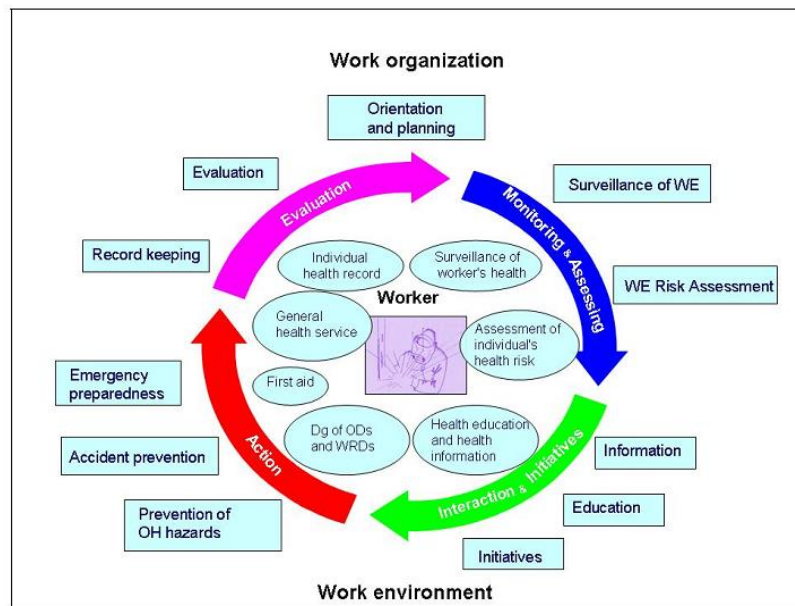 Work organization
Orientation
and planning
Evaluation
Surveillance of WE
Evaluation
Monitoring & Assessing
Record keeping
Individual
health record
Surveillance of
worker's health
WE Risk Assessment
Worker
General
health service
Assessment of
individual's
health risk
Emergency
preparedness
First aid
Dg of ODs
and WRDs
Health education
and health
information
Information
Accident prevention
Action
Interaction & Initiatives
Education
Prevention of
OH hazards
Initiatives
Work environment